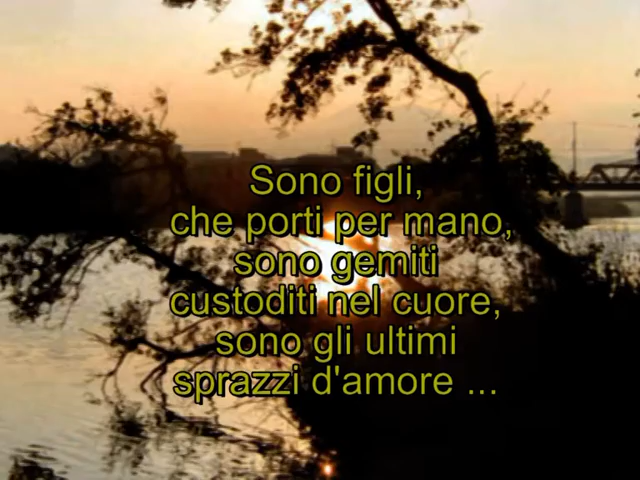 Sono figli,
che porti per mano,
sono gemiti
custoditi nel cuore,
sono gli ultimi
sprazzi d'amore ...